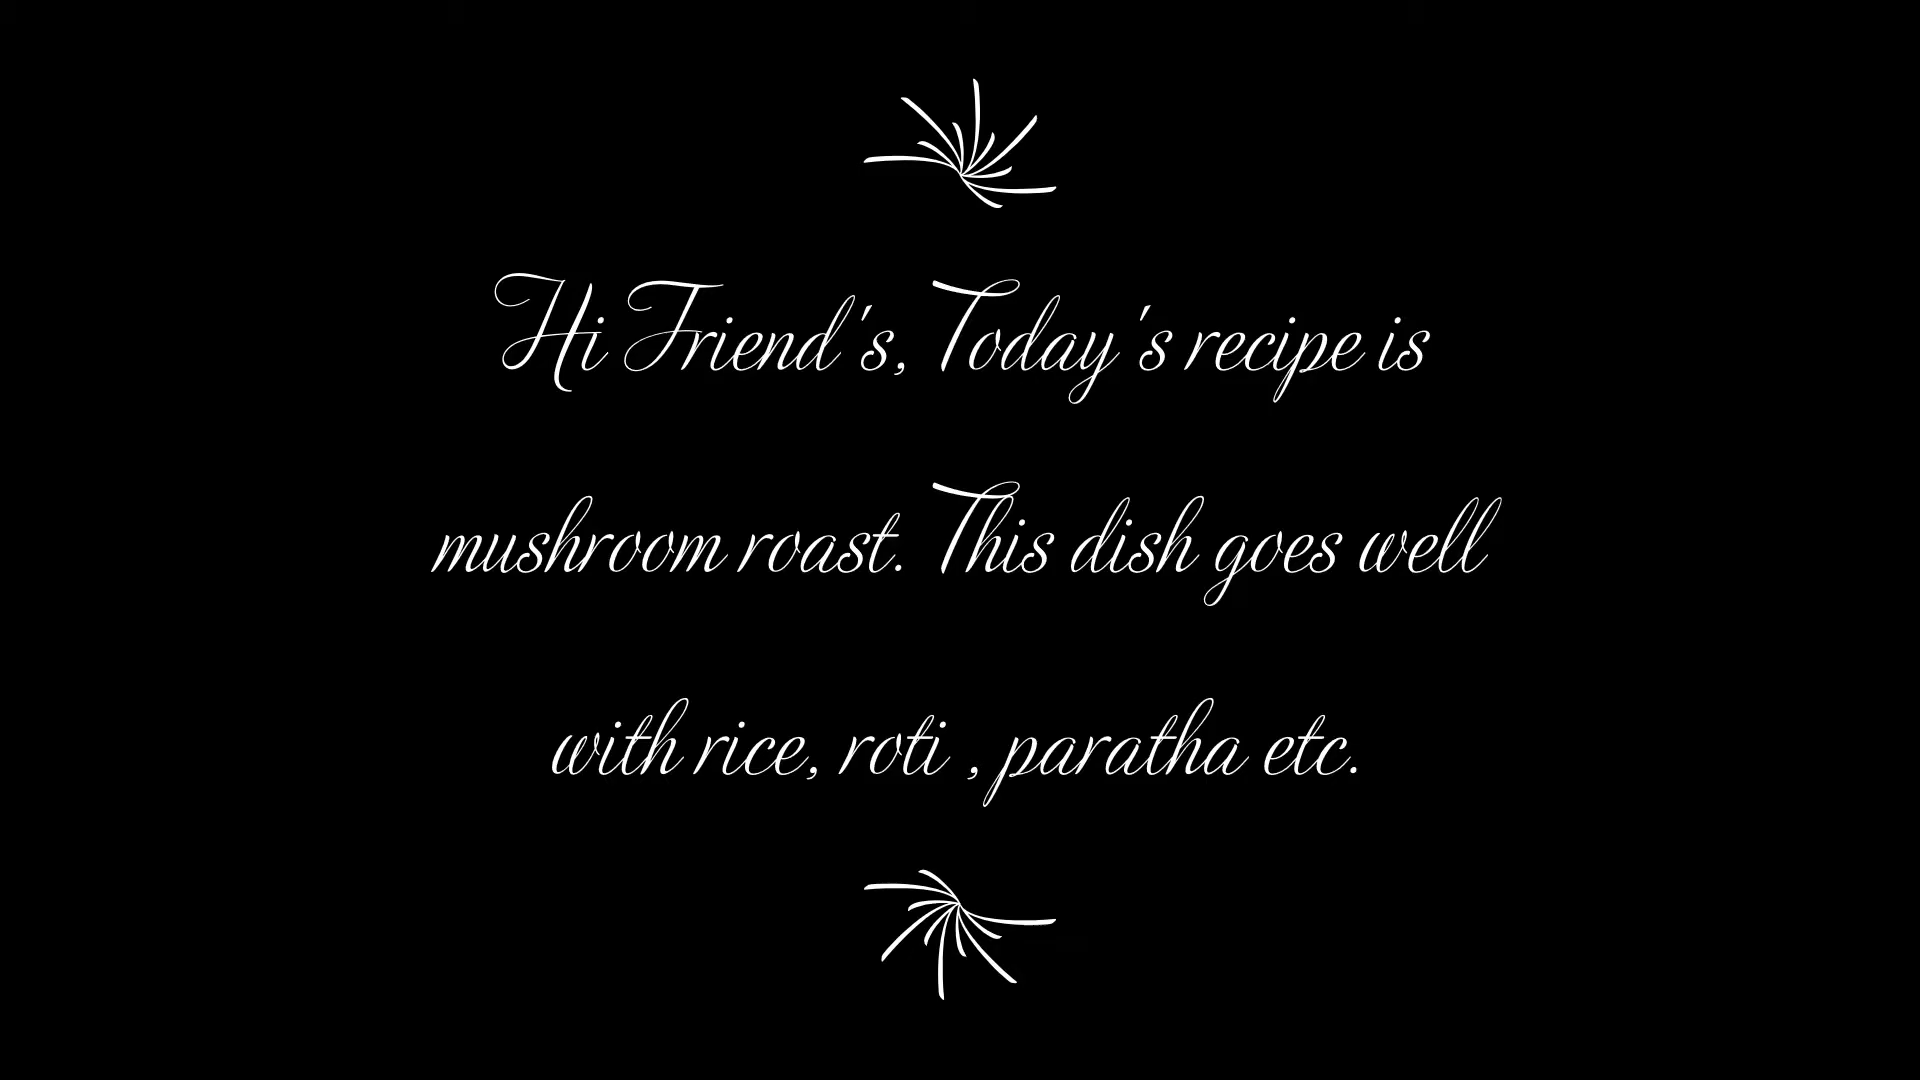 Hi Friend's, Today's recipe is
mushroom roast. This dish goes well
with rice, roti , paratha etc.